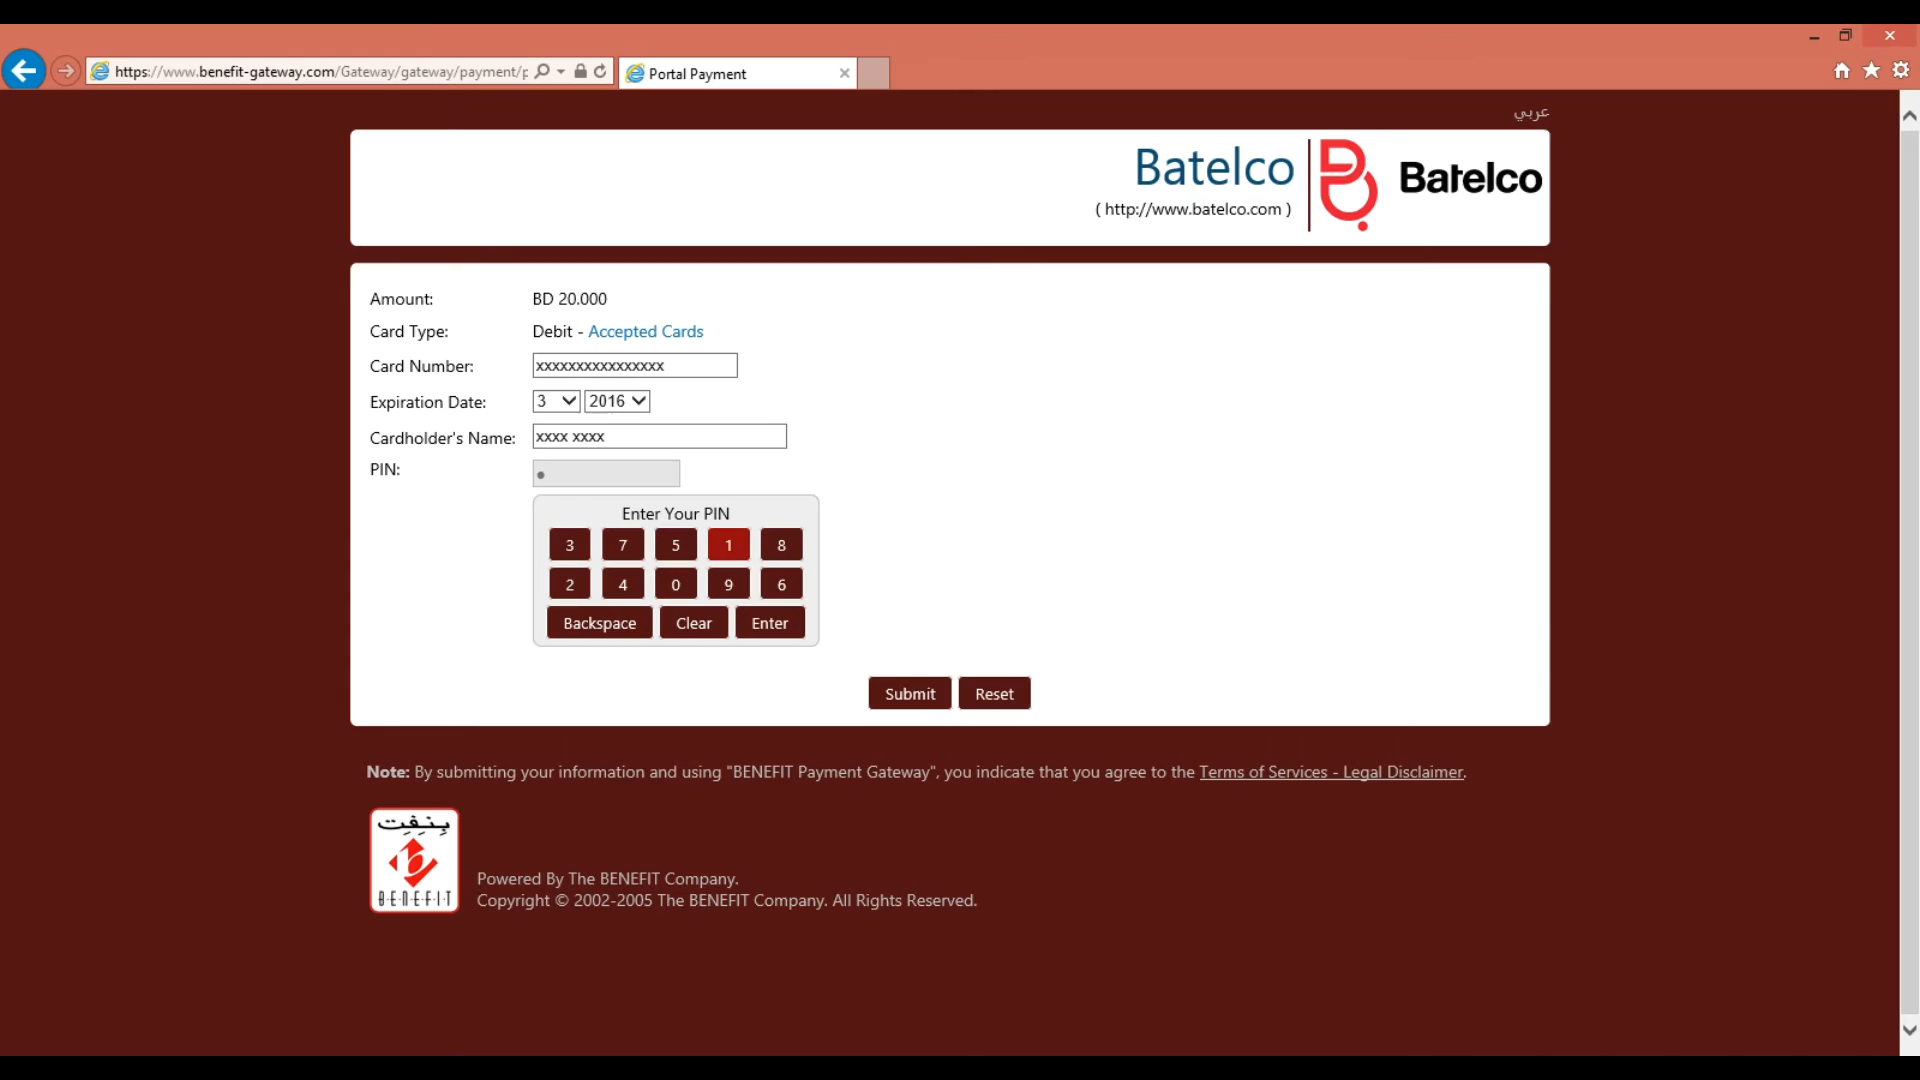 https://www.benefit-gateway.com/Gateway/gateway/payment/p
Portal Payment
عربي
Batelco
( http://www.batelco.com )
Batelco
Amount: BD 20.000
Card Type: Debit - Accepted Cards
Card Number: xxxxxxxxxxxxxxxx
Expiration Date: 3 2016
Cardholder's Name: xxxx xxxx
PIN: •
Enter Your PIN
3 7 5 1 8
2 4 0 9 6
Backspace Clear Enter
Submit Reset
Note: By submitting your information and using "BENEFIT Payment Gateway", you indicate that you agree to the Terms of Services - Legal Disclaimer.
بِنِفِت
BENEFIT
Powered By The BENEFIT Company.
Copyright © 2002-2005 The BENEFIT Company. All Rights Reserved.